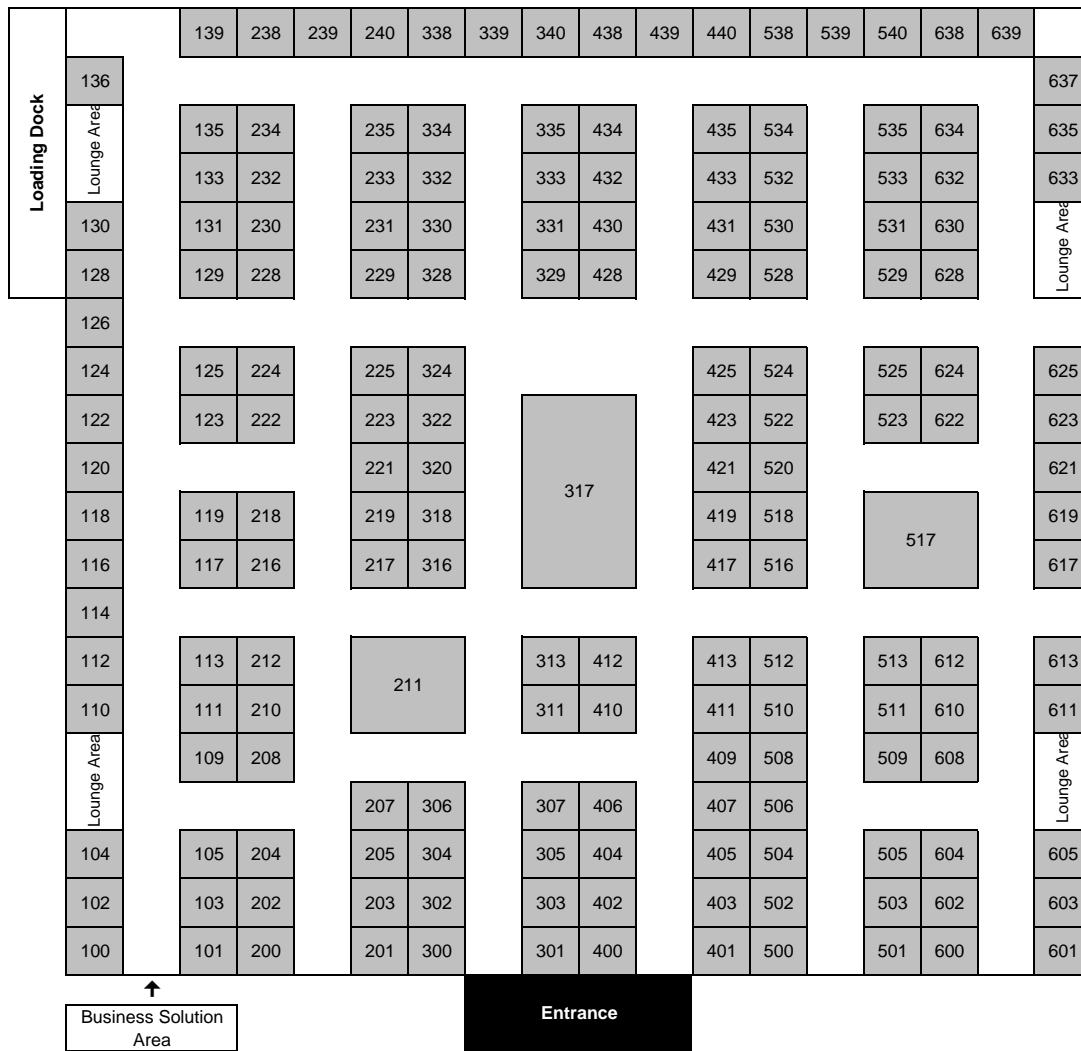 139 238 239 240 338 339 340 438 439 440 538 539 540 638 639
136 637
Loading Dock
Lounge Area
135 234 235 334 335 434 435 534 535 634 635
133 232 233 332 333 432 433 532 533 632 633
130 131 230 231 330 331 430 431 530 531 630
Lounge Area
128 129 228 229 328 329 428 429 528 529 628
126
124 125 224 225 324 425 524 525 624 625
122 123 222 223 322 423 522 523 622 623
120 221 320 421 520 621
317
118 119 218 219 318 419 518 619
517
116 117 216 217 316 417 516 617
114
112 113 212 313 412 413 512 513 612 613
211
110 111 210 311 410 411 510 511 610 611
Lounge Area
109 208 409 508 509 608
Lounge Area
207 306 307 406 407 506
104 105 204 205 304 305 404 405 504 505 604 605
102 103 202 203 302 303 402 403 502 503 602 603
100 101 200 201 300 301 400 401 500 501 600 601
Business Solution
Area
Entrance